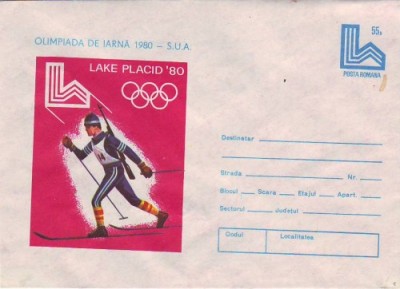 OLIMPIADA DE IARNĂ 1980 – S.U.A.
55b
POSTA ROMANA
LAKE PLACID '80
Destinatar
Strada Nr.
Blocul Scara Etajul Apart.
Sectorul Județul
Codul Localitatea